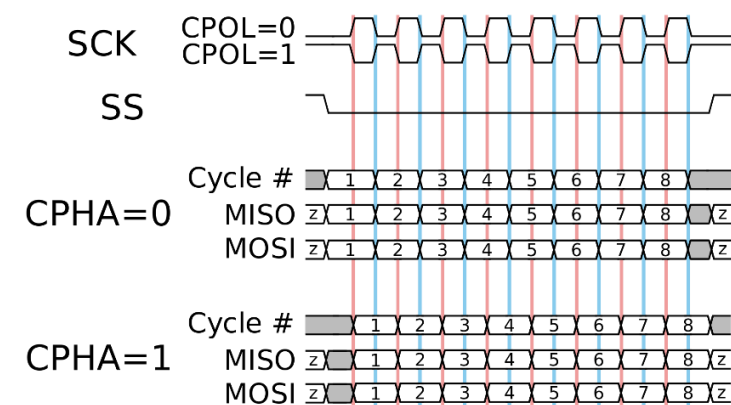 SCK CPOL=0
CPOL=1
SS
Cycle # 1 2 3 4 5 6 7 8
CPHA=0 MISO z 1 2 3 4 5 6 7 8 z
MOSI z 1 2 3 4 5 6 7 8 z
Cycle # 1 2 3 4 5 6 7 8
CPHA=1 MISO z 1 2 3 4 5 6 7 8 z
MOSI z 1 2 3 4 5 6 7 8 z